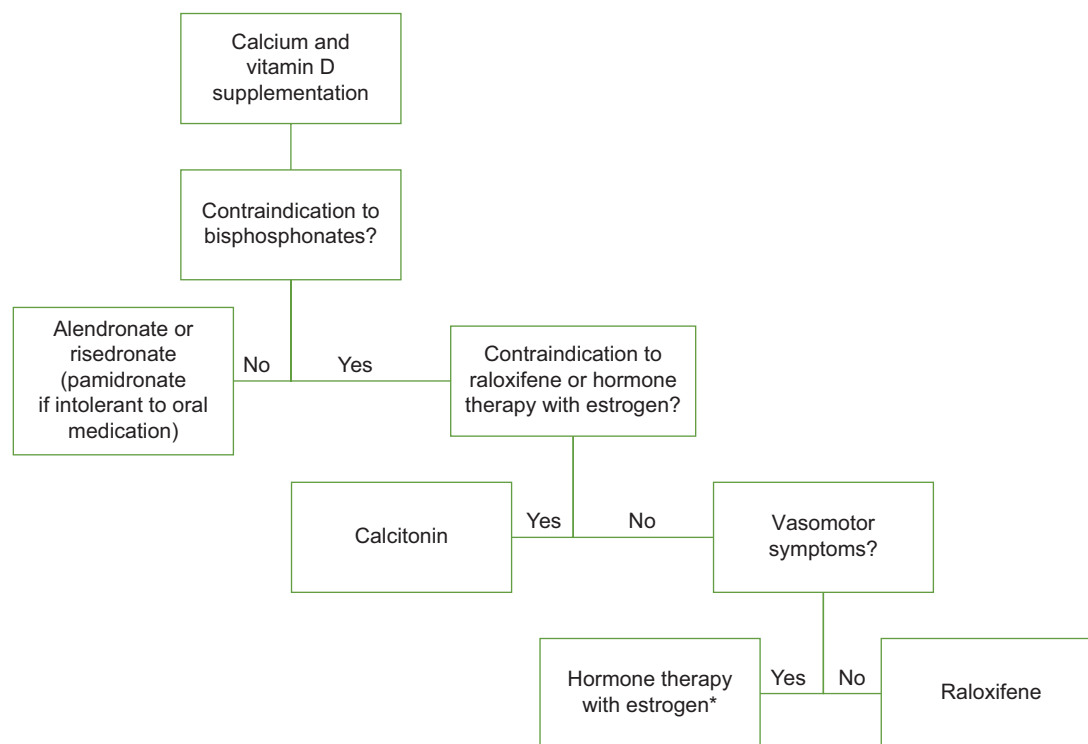 Calcium and
vitamin D
supplementation
Contraindication to
bisphosphonates?
Alendronate or
risedronate
(pamidronate
if intolerant to oral
medication)
No
Yes
Contraindication to
raloxifene or hormone
therapy with estrogen?
Calcitonin
Yes
No
Vasomotor
symptoms?
Hormone therapy
with estrogen*
Yes
No
Raloxifene